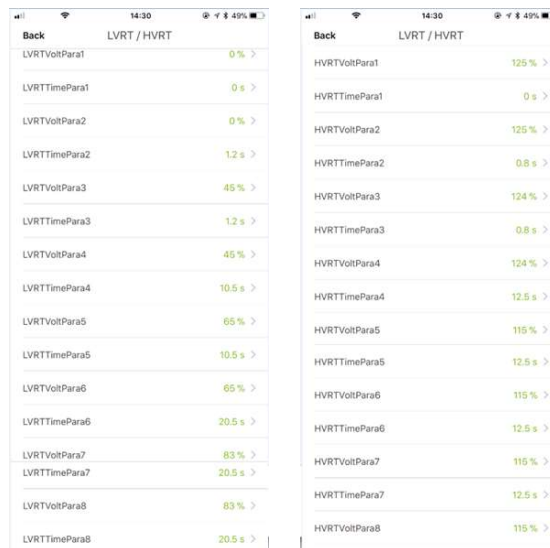 14:30
49%
Back
LVRT / HVRT
LVRTVoltPara1 0 %
LVRTTimePara1 0 s
LVRTVoltPara2 0 %
LVRTTimePara2 1.2 s
LVRTVoltPara3 45 %
LVRTTimePara3 1.2 s
LVRTVoltPara4 45 %
LVRTTimePara4 10.5 s
LVRTVoltPara5 65 %
LVRTTimePara5 10.5 s
LVRTVoltPara6 65 %
LVRTTimePara6 20.5 s
LVRTVoltPara7 83 %
LVRTTimePara7 20.5 s
LVRTVoltPara8 83 %
LVRTTimePara8 20.5 s
14:30
49%
Back
LVRT / HVRT
HVRTVoltPara1 125 %
HVRTTimePara1 0 s
HVRTVoltPara2 125 %
HVRTTimePara2 0.8 s
HVRTVoltPara3 124 %
HVRTTimePara3 0.8 s
HVRTVoltPara4 124 %
HVRTTimePara4 12.5 s
HVRTVoltPara5 115 %
HVRTTimePara5 12.5 s
HVRTVoltPara6 115 %
HVRTTimePara6 12.5 s
HVRTVoltPara7 115 %
HVRTTimePara7 12.5 s
HVRTVoltPara8 115 %